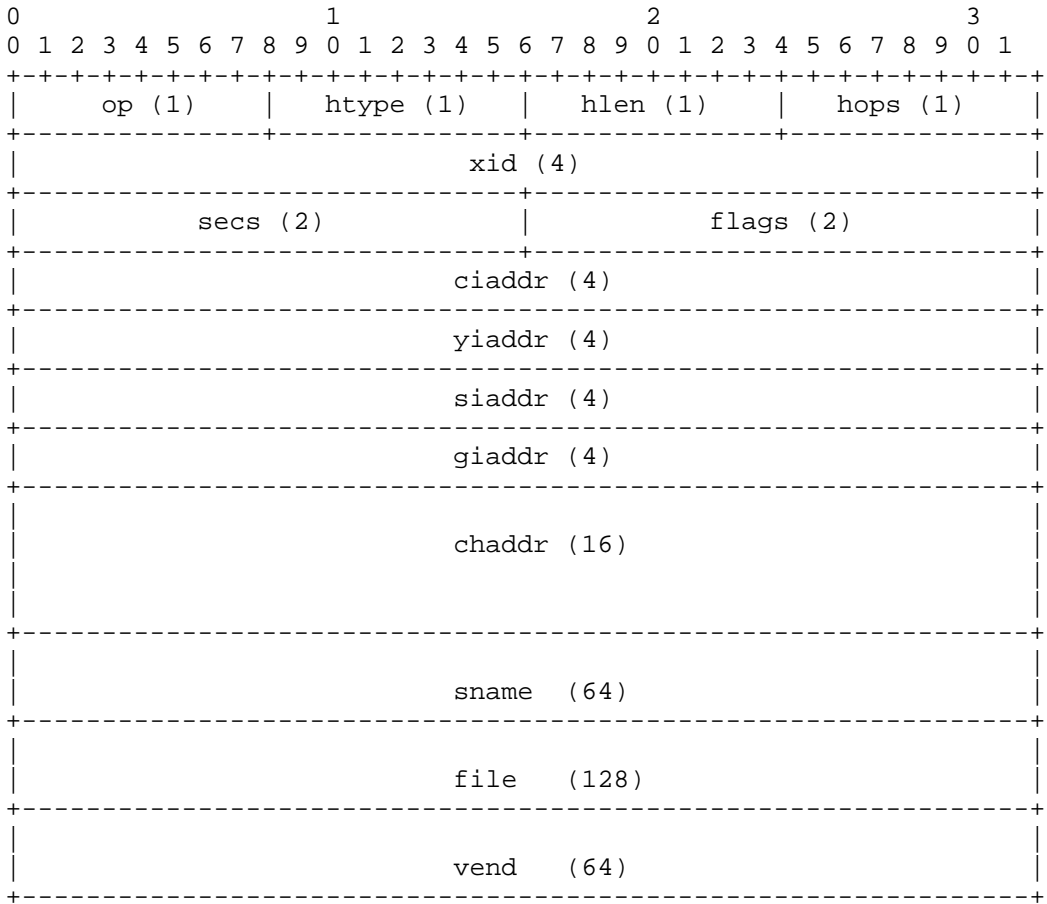 0                   1                   2                   3
0 1 2 3 4 5 6 7 8 9 0 1 2 3 4 5 6 7 8 9 0 1 2 3 4 5 6 7 8 9 0 1
+-+-+-+-+-+-+-+-+-+-+-+-+-+-+-+-+-+-+-+-+-+-+-+-+-+-+-+-+-+-+-+-+
|     op (1)    |   htype (1)   |   hlen (1)    |   hops (1)    |
+---------------+---------------+---------------+---------------+
|                            xid (4)                            |
+-------------------------------+-------------------------------+
|           secs (2)            |           flags (2)           |
+-------------------------------+-------------------------------+
|                           ciaddr (4)                          |
+---------------------------------------------------------------+
|                           yiaddr (4)                          |
+---------------------------------------------------------------+
|                           siaddr (4)                          |
+---------------------------------------------------------------+
|                           giaddr (4)                          |
+---------------------------------------------------------------+
|                                                               |
|                           chaddr (16)                         |
|                                                               |
|                                                               |
+---------------------------------------------------------------+
|                                                               |
|                           sname  (64)                         |
+---------------------------------------------------------------+
|                                                               |
|                           file   (128)                        |
+---------------------------------------------------------------+
|                                                               |
|                           vend   (64)                         |
+---------------------------------------------------------------+